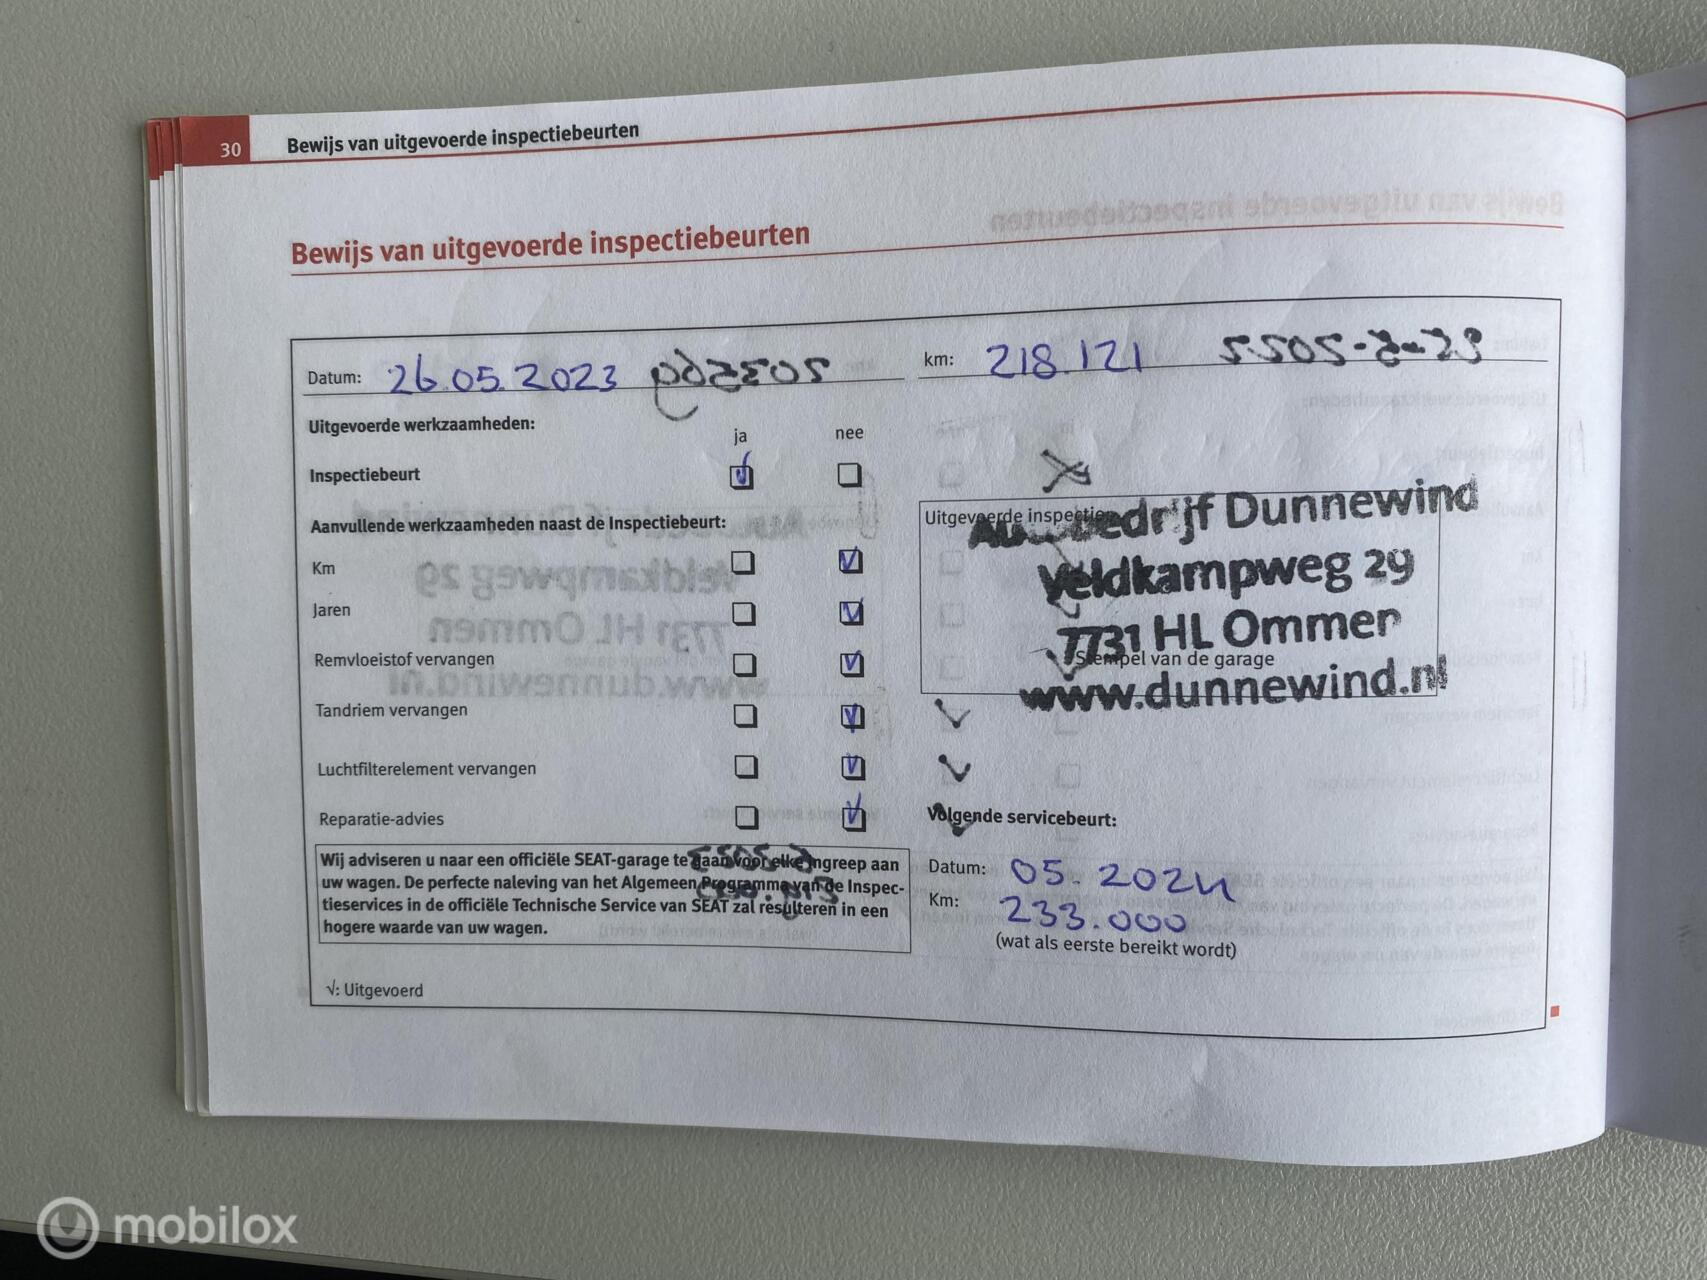 30 Bewijs van uitgevoerde inspectiebeurten
Bewijs van uitgevoerde inspectiebeurten
Datum: 26.05.2023 km: 218.121
Uitgevoerde werkzaamheden:
ja nee
Inspectiebeurt
Uitgevoerde inspectie
Autobedrijf Dunnewind
Veldkampweg 29
7731 HL Ommen
Stempel van de garage
www.dunnewind.nl
Aanvullende werkzaamheden naast de Inspectiebeurt:
Km
Jaren
Remvloeistof vervangen
Tandriem vervangen
Luchtfilterelement vervangen
Reparatie-advies
Volgende servicebeurt:
Datum: 05.2024
Km: 233.000
(wat als eerste bereikt wordt)
Wij adviseren u naar een officiële SEAT-garage te gaan voor elke ingreep aan
uw wagen. De perfecte naleving van het Algemeen Programma van de Inspec-
tieservices in de officiële Technische Service van SEAT zal resulteren in een
hogere waarde van uw wagen.
√: Uitgevoerd
mobilox